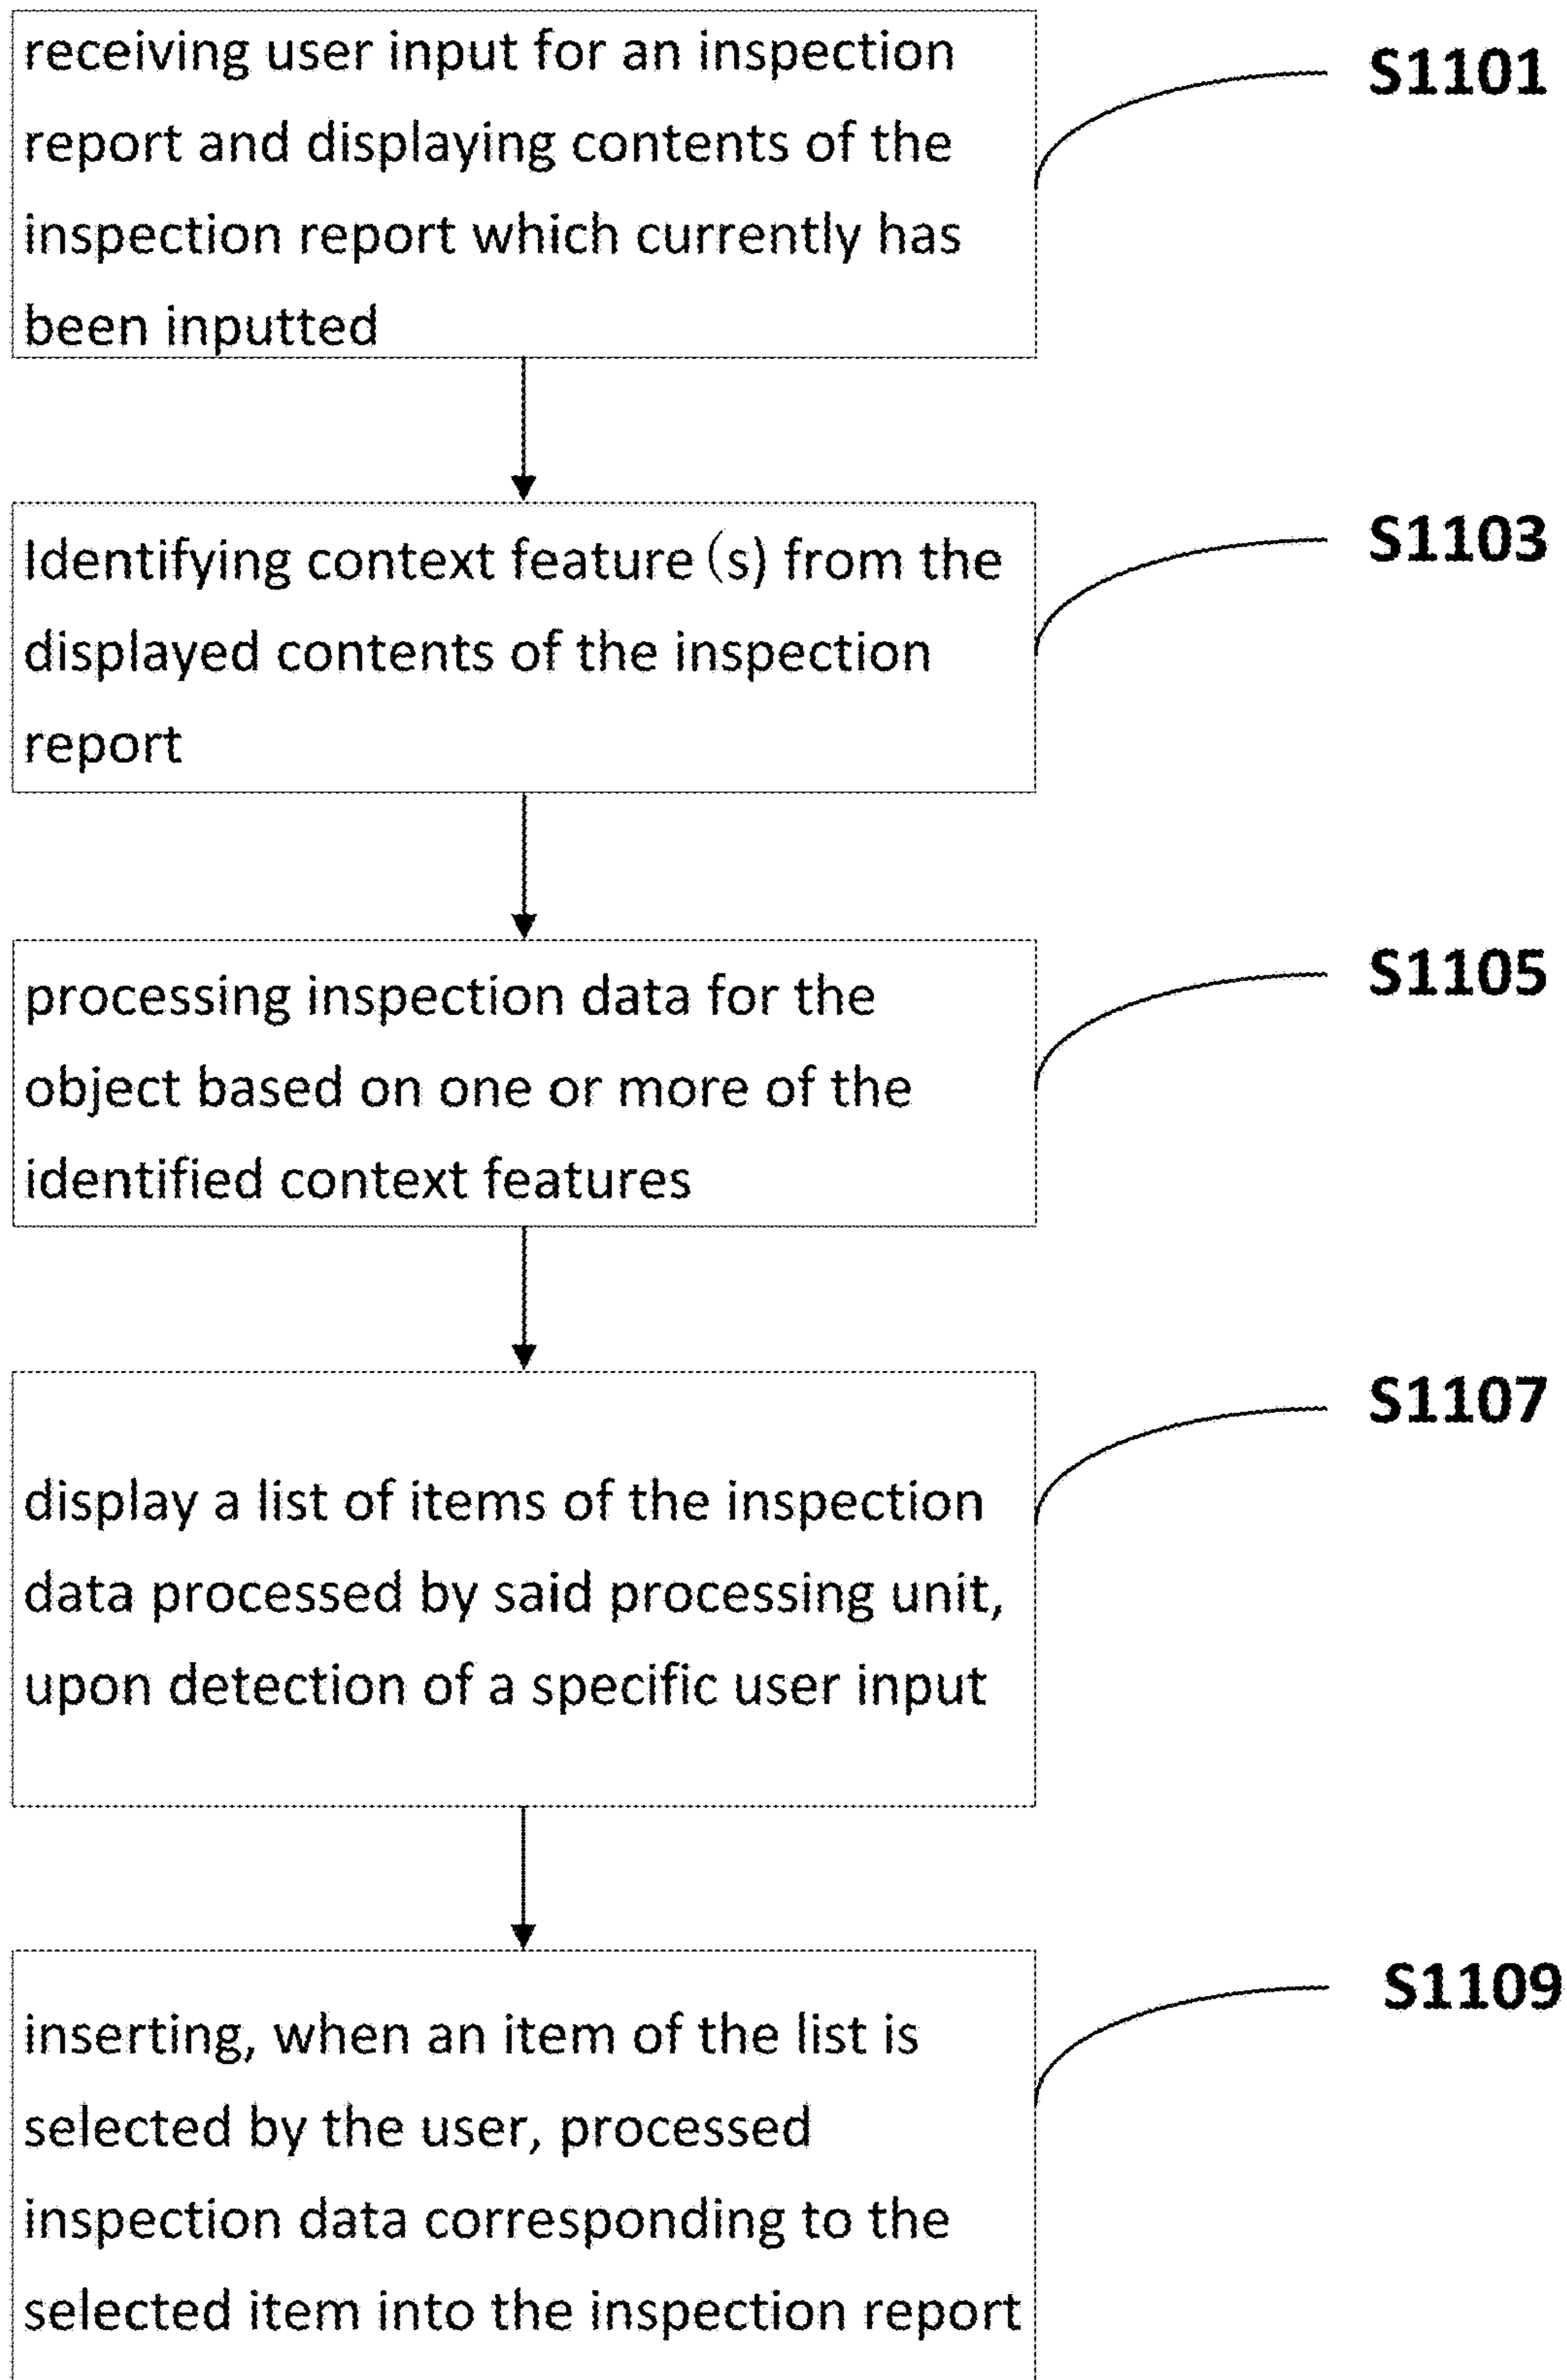 receiving user input for an inspection
report and displaying contents of the
inspection report which currently has
been inputted
S1101
Identifying context feature (s) from the
displayed contents of the inspection
report
S1103
processing inspection data for the
object based on one or more of the
identified context features
S1105
display a list of items of the inspection
data processed by said processing unit,
upon detection of a specific user input
S1107
inserting, when an item of the list is
selected by the user, processed
inspection data corresponding to the
selected item into the inspection report
S1109